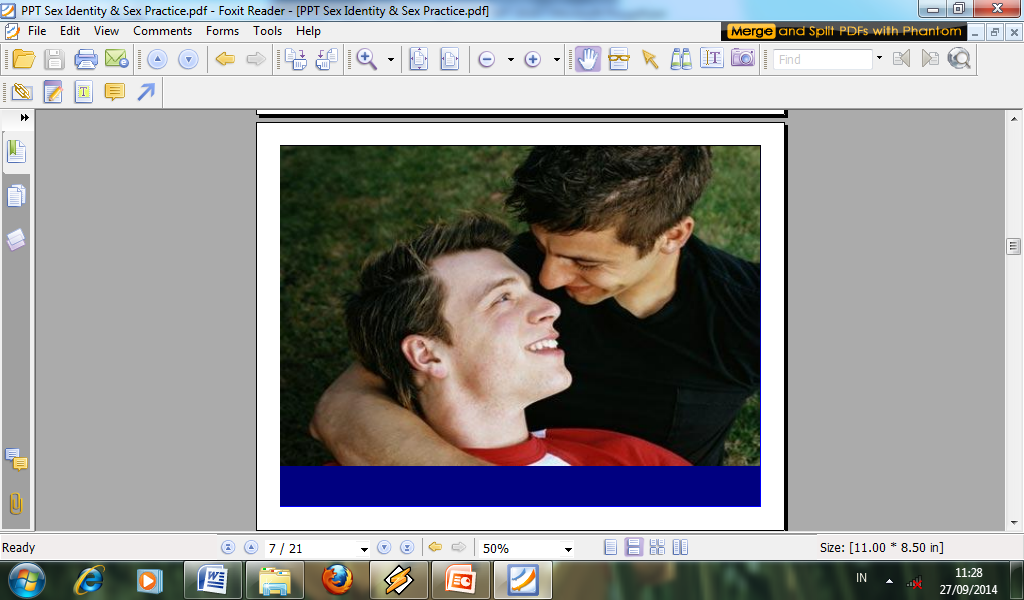 PPT Sex Identity & Sex Practice.pdf - Foxit Reader - [PPT Sex Identity & Sex Practice.pdf]
File Edit View Comments Forms Tools Help
Merge and Split PDFs with Phantom
Find
Ready
7 / 21
50%
Size: [11.00 * 8.50 in]
IN
11:28
27/09/2014